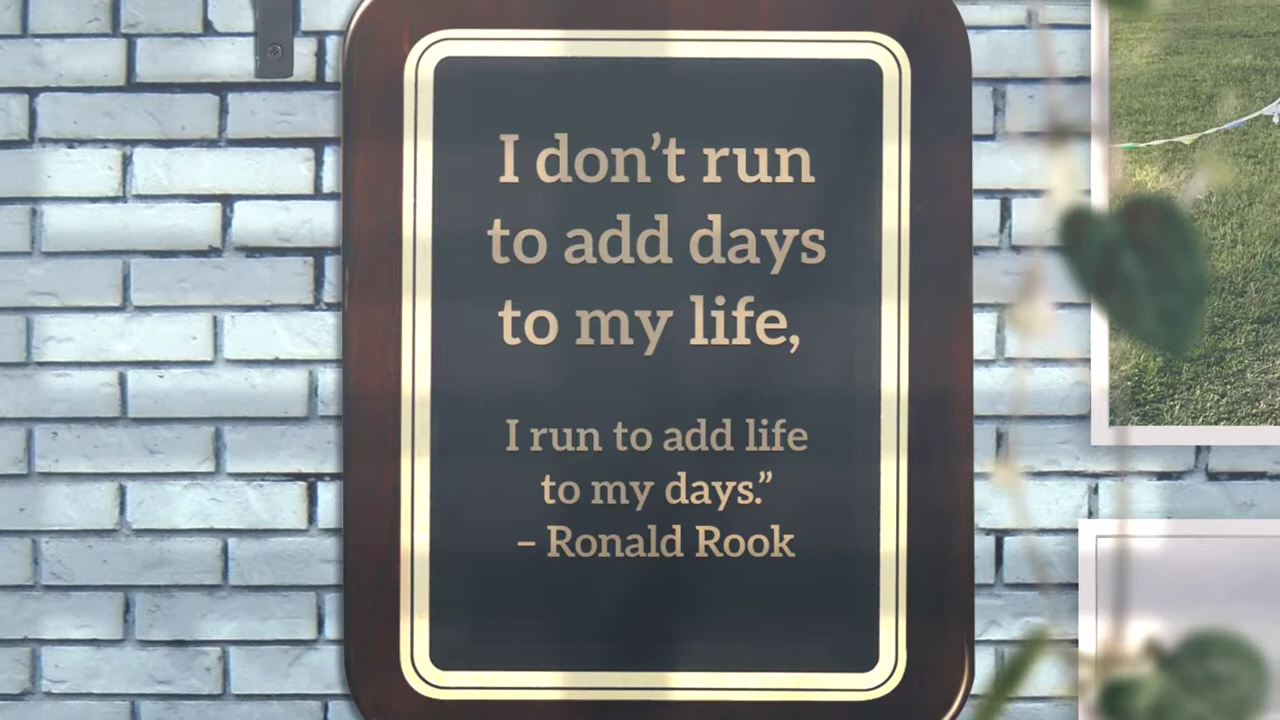 I don’t run
to add days
to my life,
I run to add life
to my days.”
– Ronald Rook